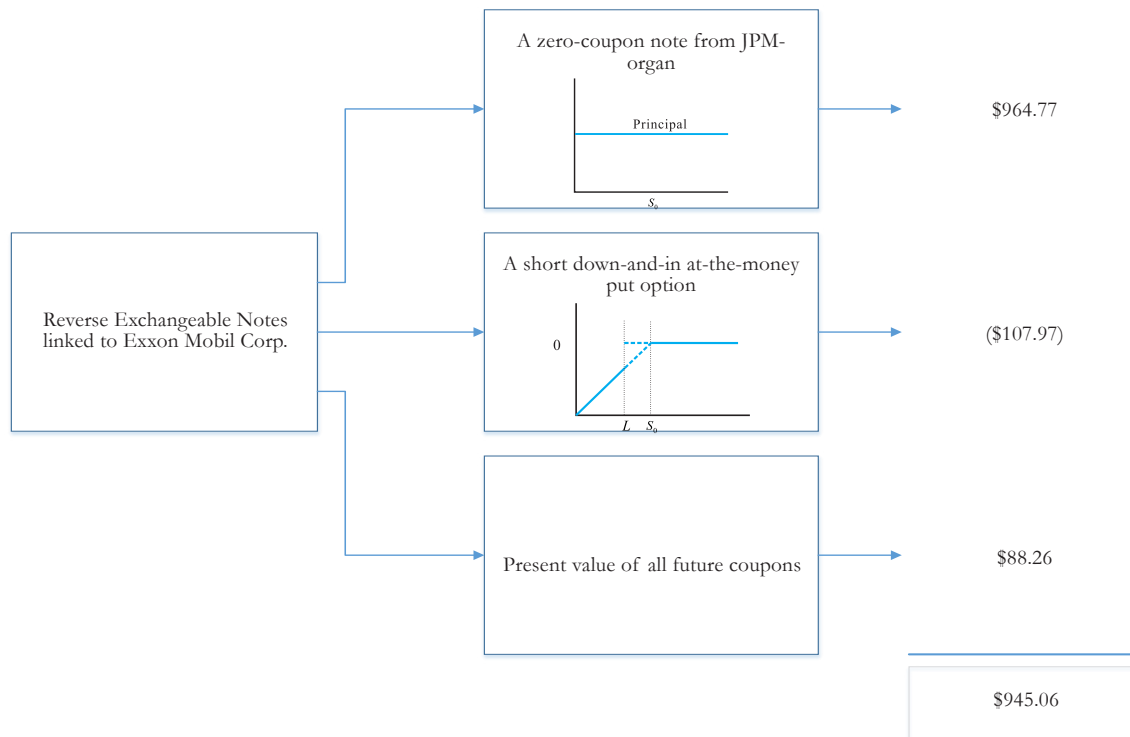 A zero-coupon note from JPM-
organ
Principal
S₀
$964.77
Reverse Exchangeable Notes
linked to Exxon Mobil Corp.
A short down-and-in at-the-money
put option
0
L S₀
($107.97)
Present value of all future coupons
$88.26
$945.06